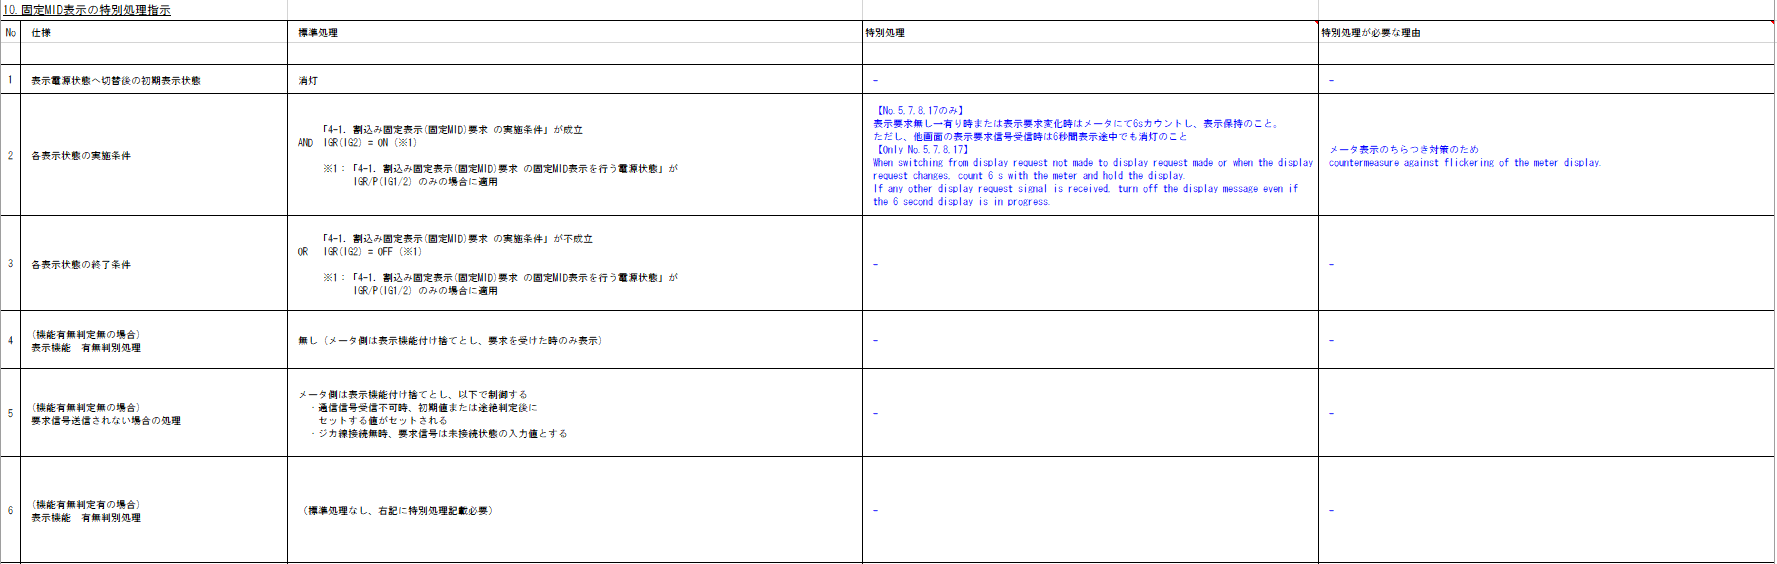 10. 固定MID表示の特別処理指示
No 仕様 標準処理 特別処理 特別処理が必要な理由
1 表示電源状態へ切替後の初期表示状態 消灯 － －
2 各表示状態の実施条件
「4-1. 割込み固定表示(固定MID)要求 の実施条件」が成立
AND IGR(IG2) = ON (※1)
※1：「4-1. 割込み固定表示(固定MID)要求 の固定MID表示を行う電源状態」が
IGR/P(IG1/2) のみの場合に適用
【No.5,7,8,17のみ】
表示要求無し→有り時または表示要求変化時はメータにて6sカウントし、表示保持のこと。
ただし、他画面の表示要求信号受信時は6秒間表示途中でも消灯のこと
【Only No.5,7,8,17】
When switching from display request not made to display request made or when the display
request changes, count 6 s with the meter and hold the display.
If any other display request signal is received, turn off the display message even if
the 6 second display is in progress.
メータ表示のちらつき対策のため
countermeasure against flickering of the meter display.
3 各表示状態の終了条件
「4-1. 割込み固定表示(固定MID)要求 の実施条件」が不成立
OR IGR(IG2) = OFF (※1)
※1：「4-1. 割込み固定表示(固定MID)要求 の固定MID表示を行う電源状態」が
IGR/P(IG1/2) のみの場合に適用
－ －
4 (機能有無判定無の場合)
表示機能 有無判別処理
無し（メータ側は表示機能付け捨てとし、要求を受けた時のみ表示）
－ －
5 (機能有無判定無の場合)
要求信号送信されない場合の処理
メータ側は表示機能付け捨てとし、以下で制御する
・通信信号受信不可時、初期値または途絶判定後に
セットする値がセットされる
・ジカ線接続無時、要求信号は未接続状態の入力値とする
－ －
6 (機能有無判定有の場合)
表示機能 有無判別処理
（標準処理なし、右記に特別処理記載必要）
－ －